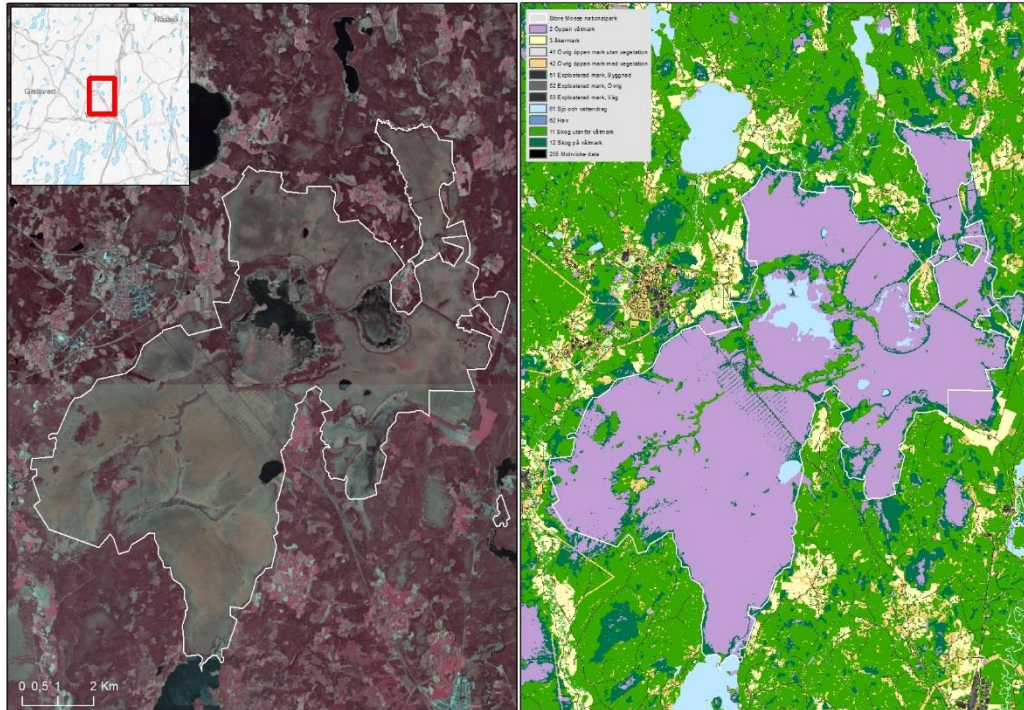 Nässjö
Gislaved
0 0,5 1 2 Km
Store Mosse nationalpark
2 Öppen våtmark
3 Åkermark
41 Övrig öppen mark utan vegetation
42 Övrig öppen mark med vegetation
51 Exploaterad mark, Byggnad
52 Exploaterad mark, Övrig
53 Exploaterad mark, Väg
61 Sjö och vattendrag
62 Hav
11 Skog utanför våtmark
12 Skog på våtmark
255 Moln/icke data